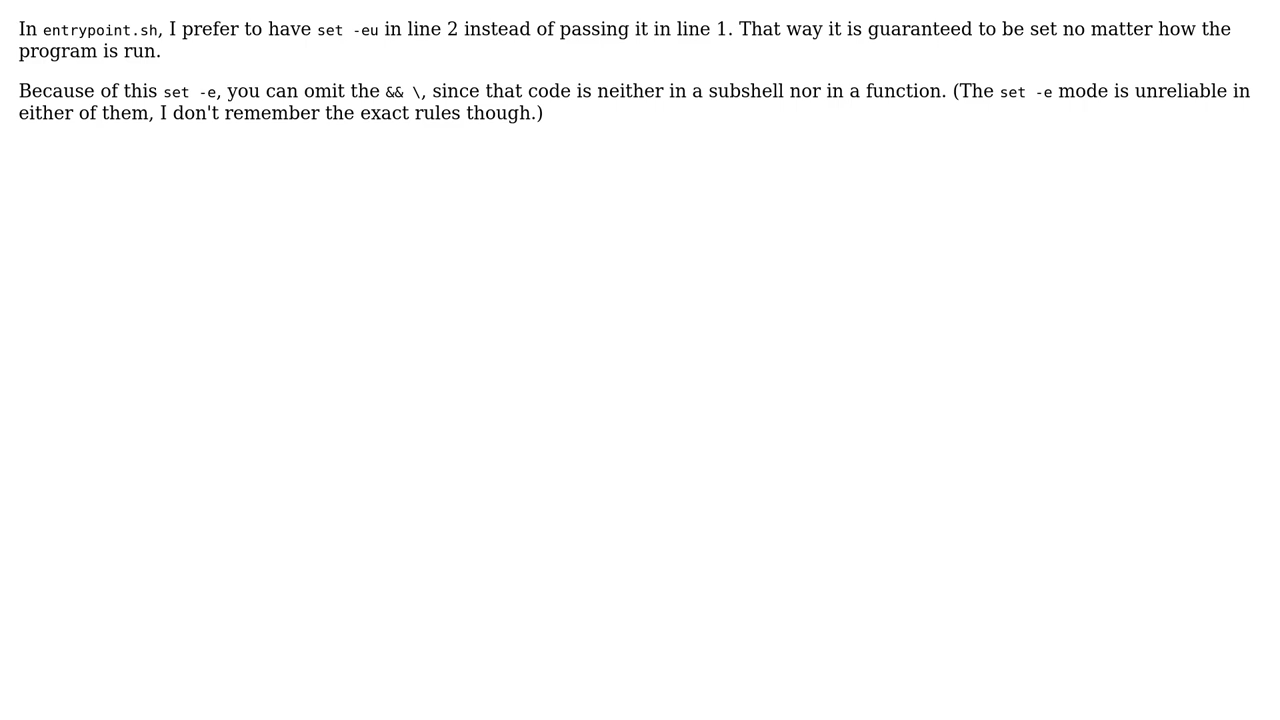 In entrypoint.sh, I prefer to have set -eu in line 2 instead of passing it in line 1. That way it is guaranteed to be set no matter how the
program is run.
Because of this set -e, you can omit the && \, since that code is neither in a subshell nor in a function. (The set -e mode is unreliable in
either of them, I don't remember the exact rules though.)